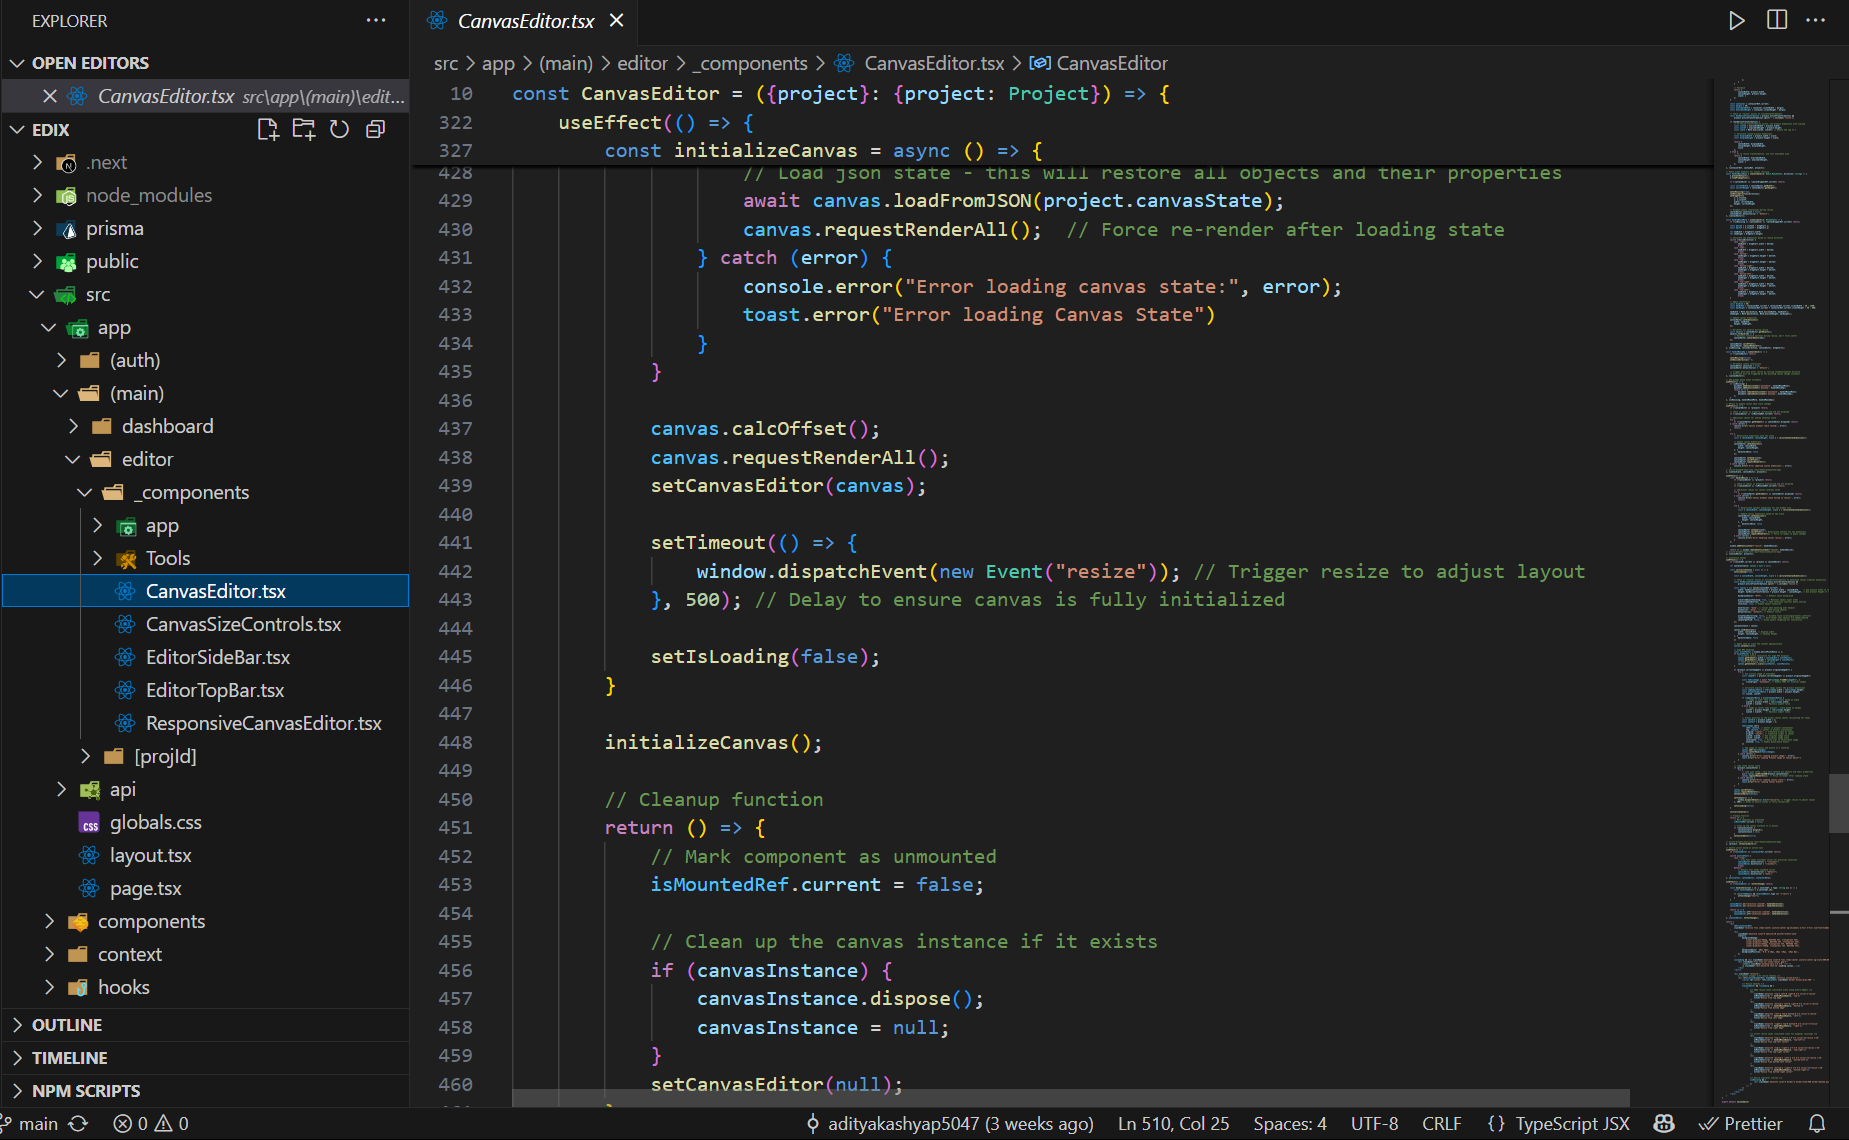 EXPLORER
OPEN EDITORS
CanvasEditor.tsx src\app\(main)\edit...
EDIX
.next
node_modules
prisma
public
src
app
(auth)
(main)
dashboard
editor
_components
app
Tools
CanvasEditor.tsx
CanvasSizeControls.tsx
EditorSideBar.tsx
EditorTopBar.tsx
ResponsiveCanvasEditor.tsx
[projId]
api
globals.css
layout.tsx
page.tsx
components
context
hooks
OUTLINE
TIMELINE
NPM SCRIPTS
CanvasEditor.tsx
src > app > (main) > editor > _components > CanvasEditor.tsx > CanvasEditor
10 const CanvasEditor = ({project}: {project: Project}) => {
322 useEffect(() => {
327 const initializeCanvas = async () => {
428 // Load json state - this will restore all objects and their properties
429 await canvas.loadFromJSON(project.canvasState);
430 canvas.requestRenderAll(); // Force re-render after loading state
431 } catch (error) {
432 console.error("Error loading canvas state:", error);
433 toast.error("Error loading Canvas State")
434 }
435 }
436
437 canvas.calcOffset();
438 canvas.requestRenderAll();
439 setCanvasEditor(canvas);
440
441 setTimeout(() => {
442 window.dispatchEvent(new Event("resize")); // Trigger resize to adjust layout
443 }, 500); // Delay to ensure canvas is fully initialized
444
445 setIsLoading(false);
446 }
447
448 initializeCanvas();
449
450 // Cleanup function
451 return () => {
452 // Mark component as unmounted
453 isMountedRef.current = false;
454
455 // Clean up the canvas instance if it exists
456 if (canvasInstance) {
457 canvasInstance.dispose();
458 canvasInstance = null;
459 }
460 setCanvasEditor(null);
main 0 0 adityakashyap5047 (3 weeks ago) Ln 510, Col 25 Spaces: 4 UTF-8 CRLF {} TypeScript JSX Prettier